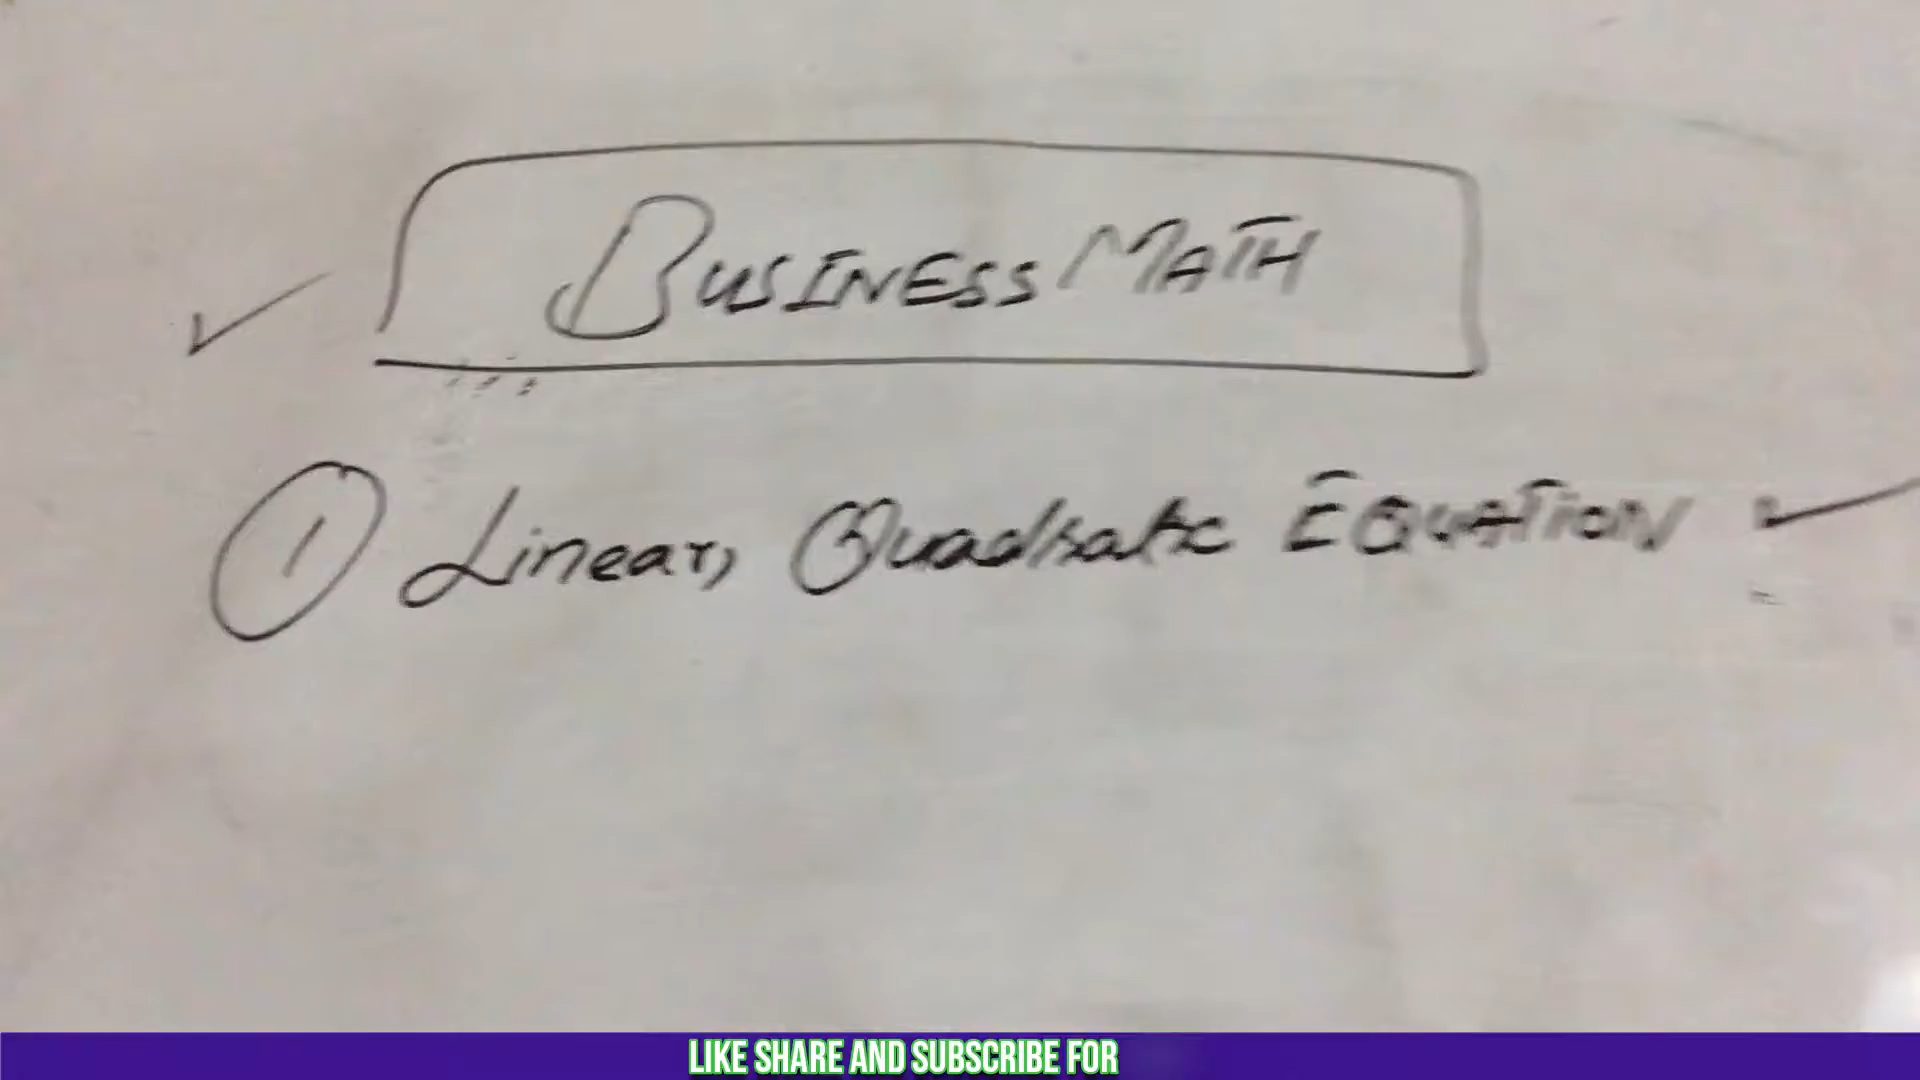 BUSINESS MATH
① Linear, Quadratic EQUATION
LIKE SHARE AND SUBSCRIBE FOR